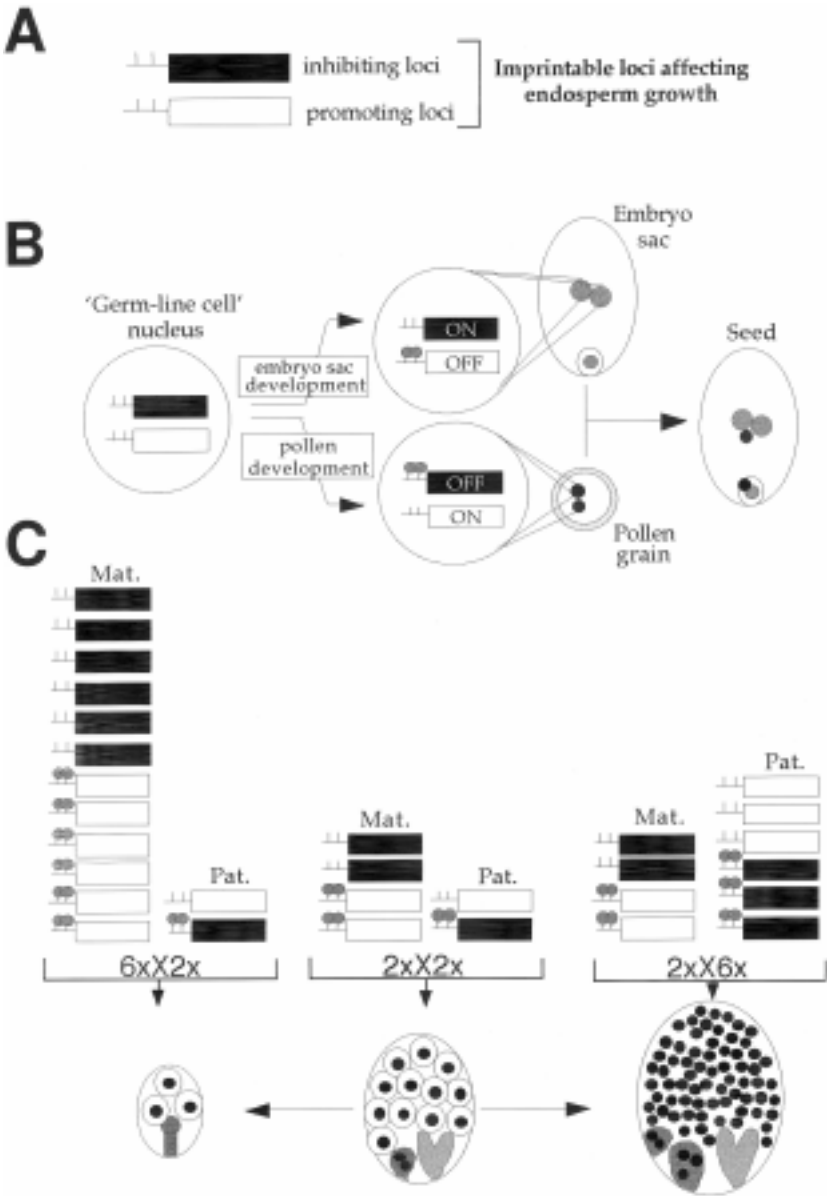 A
inhibiting loci
promoting loci
Imprintable loci affecting
endosperm growth
B
'Germ-line cell'
nucleus
embryo sac
development
pollen
development
ON
OFF
OFF
ON
Embryo
sac
Pollen
grain
Seed
C
Mat.
Pat.
6xX2x
Mat.
Pat.
2xX2x
Mat.
Pat.
2xX6x